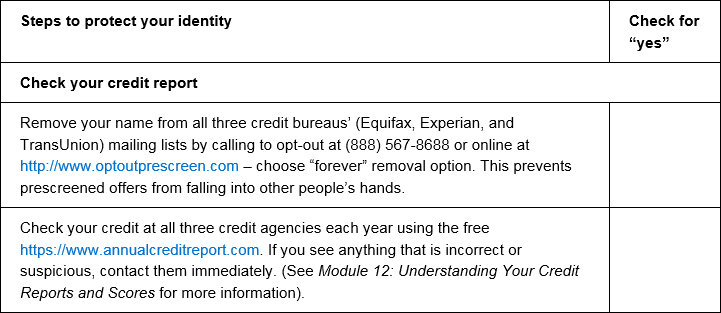 Steps to protect your identity
Check for
“yes”
Check your credit report
Remove your name from all three credit bureaus’ (Equifax, Experian, and
TransUnion) mailing lists by calling to opt-out at (888) 567-8688 or online at
http://www.optoutprescreen.com – choose “forever” removal option. This prevents
prescreened offers from falling into other people’s hands.
Check your credit at all three credit agencies each year using the free
https://www.annualcreditreport.com. If you see anything that is incorrect or
suspicious, contact them immediately. (See Module 12: Understanding Your Credit
Reports and Scores for more information).